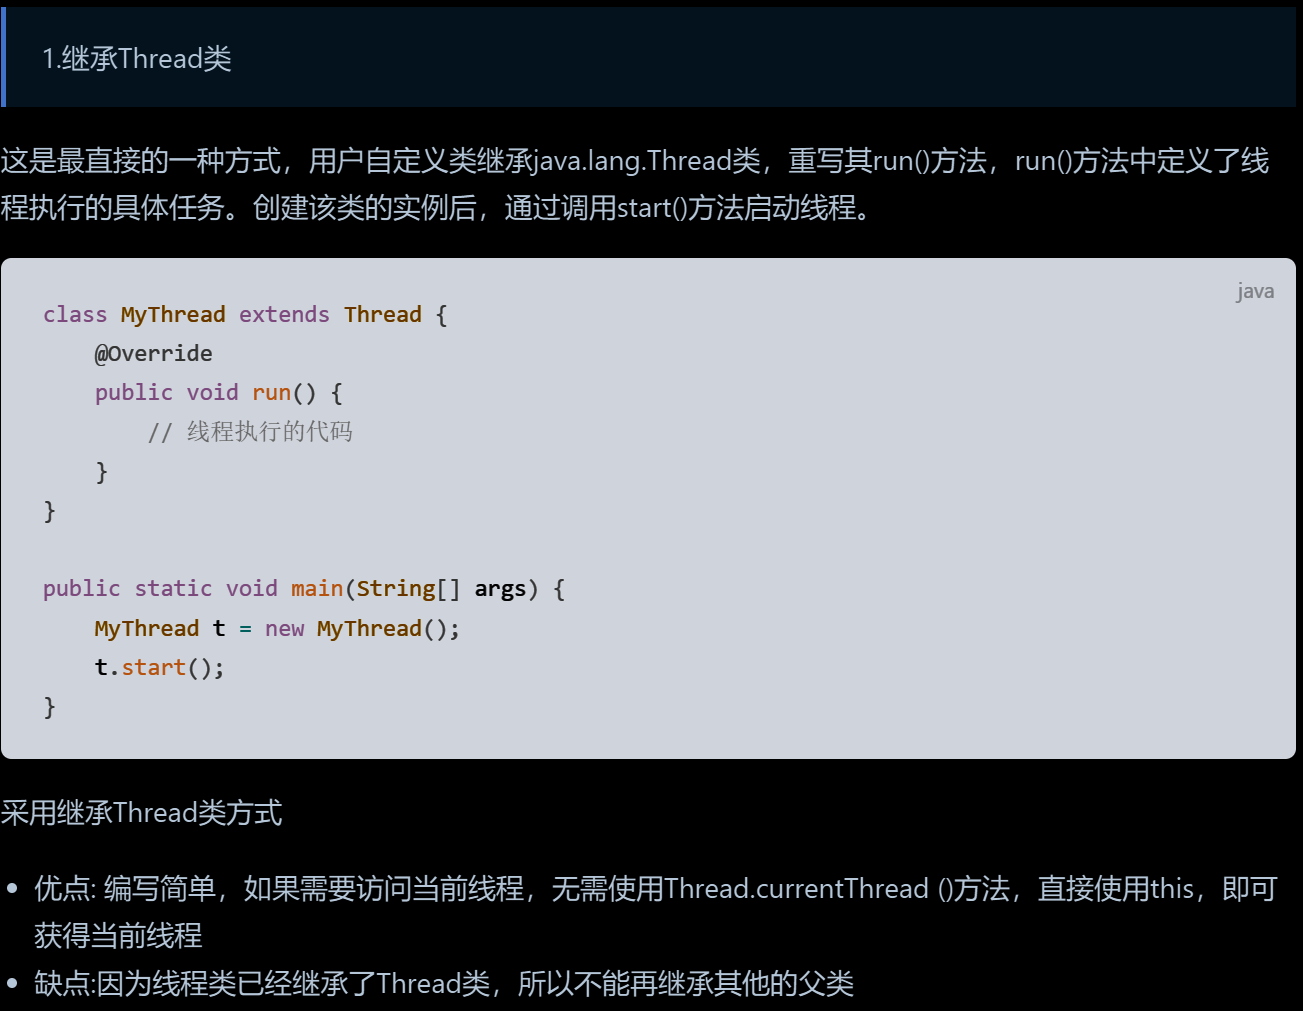 1.继承Thread类
这是最直接的一种方式，用户自定义类继承java.lang.Thread类，重写其run()方法，run()方法中定义了线
程执行的具体任务。创建该类的实例后，通过调用start()方法启动线程。
java
class MyThread extends Thread {
    @Override
    public void run() {
        // 线程执行的代码
    }
}

public static void main(String[] args) {
    MyThread t = new MyThread();
    t.start();
}
采用继承Thread类方式
• 优点: 编写简单，如果需要访问当前线程，无需使用Thread.currentThread ()方法，直接使用this，即可
获得当前线程
• 缺点:因为线程类已经继承了Thread类，所以不能再继承其他的父类